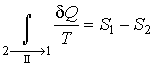 ∫ δQ/T = S₁ – S₂
2 ⟶ 1
II